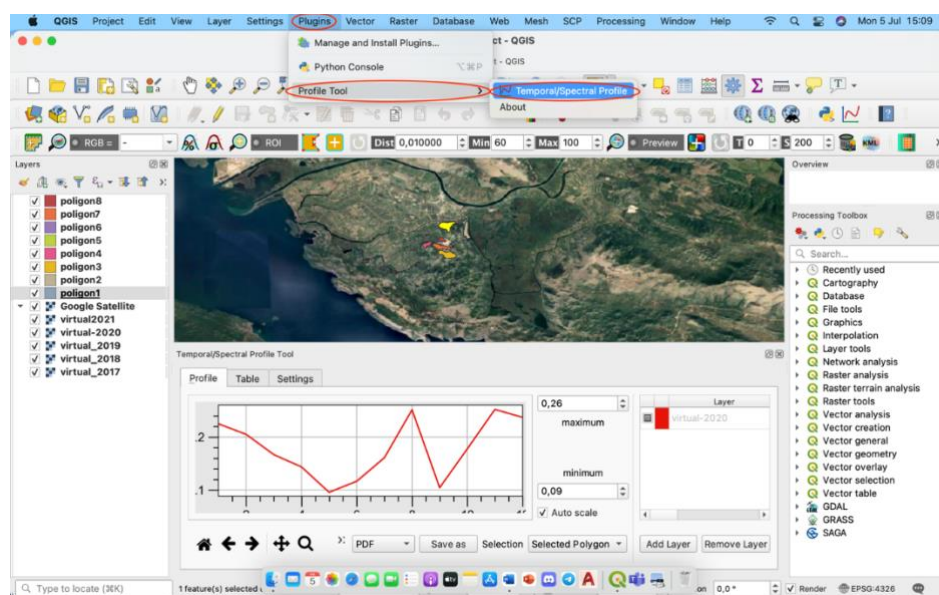 QGIS Project Edit View Layer Settings Plugins Vector Raster Database Web Mesh SCP Processing Window Help Mon 5 Jul 15:09
ct - QGIS
Manage and Install Plugins...
t - QGIS
Python Console ⌥⌘P
Profile Tool
Temporal/Spectral Profile
About
RGB = - ROI Dist 0,010000 Min 60 Max 100 Preview T 0 S 200 KML
Layers
Overview
poligon8
poligon7
poligon6
poligon5
poligon4
poligon3
poligon2
poligon1
Google Satellite
virtual2021
virtual-2020
virtual_2019
virtual_2018
virtual_2017
Processing Toolbox
Search...
Recently used
Cartography
Database
File tools
Graphics
Interpolation
Layer tools
Network analysis
Raster analysis
Raster terrain analysis
Raster tools
Vector analysis
Vector creation
Vector general
Vector geometry
Vector overlay
Vector selection
Vector table
GDAL
GRASS
SAGA
Temporal/Spectral Profile Tool
Profile Table Settings
.2
.1
0,26
maximum
minimum
0,09
Auto scale
Layer
virtual-2020
PDF Save as Selection Selected Polygon Add Layer Remove Layer
Type to locate (⌘K) 1 feature(s) selected on 0,0 ° Render EPSG:4326